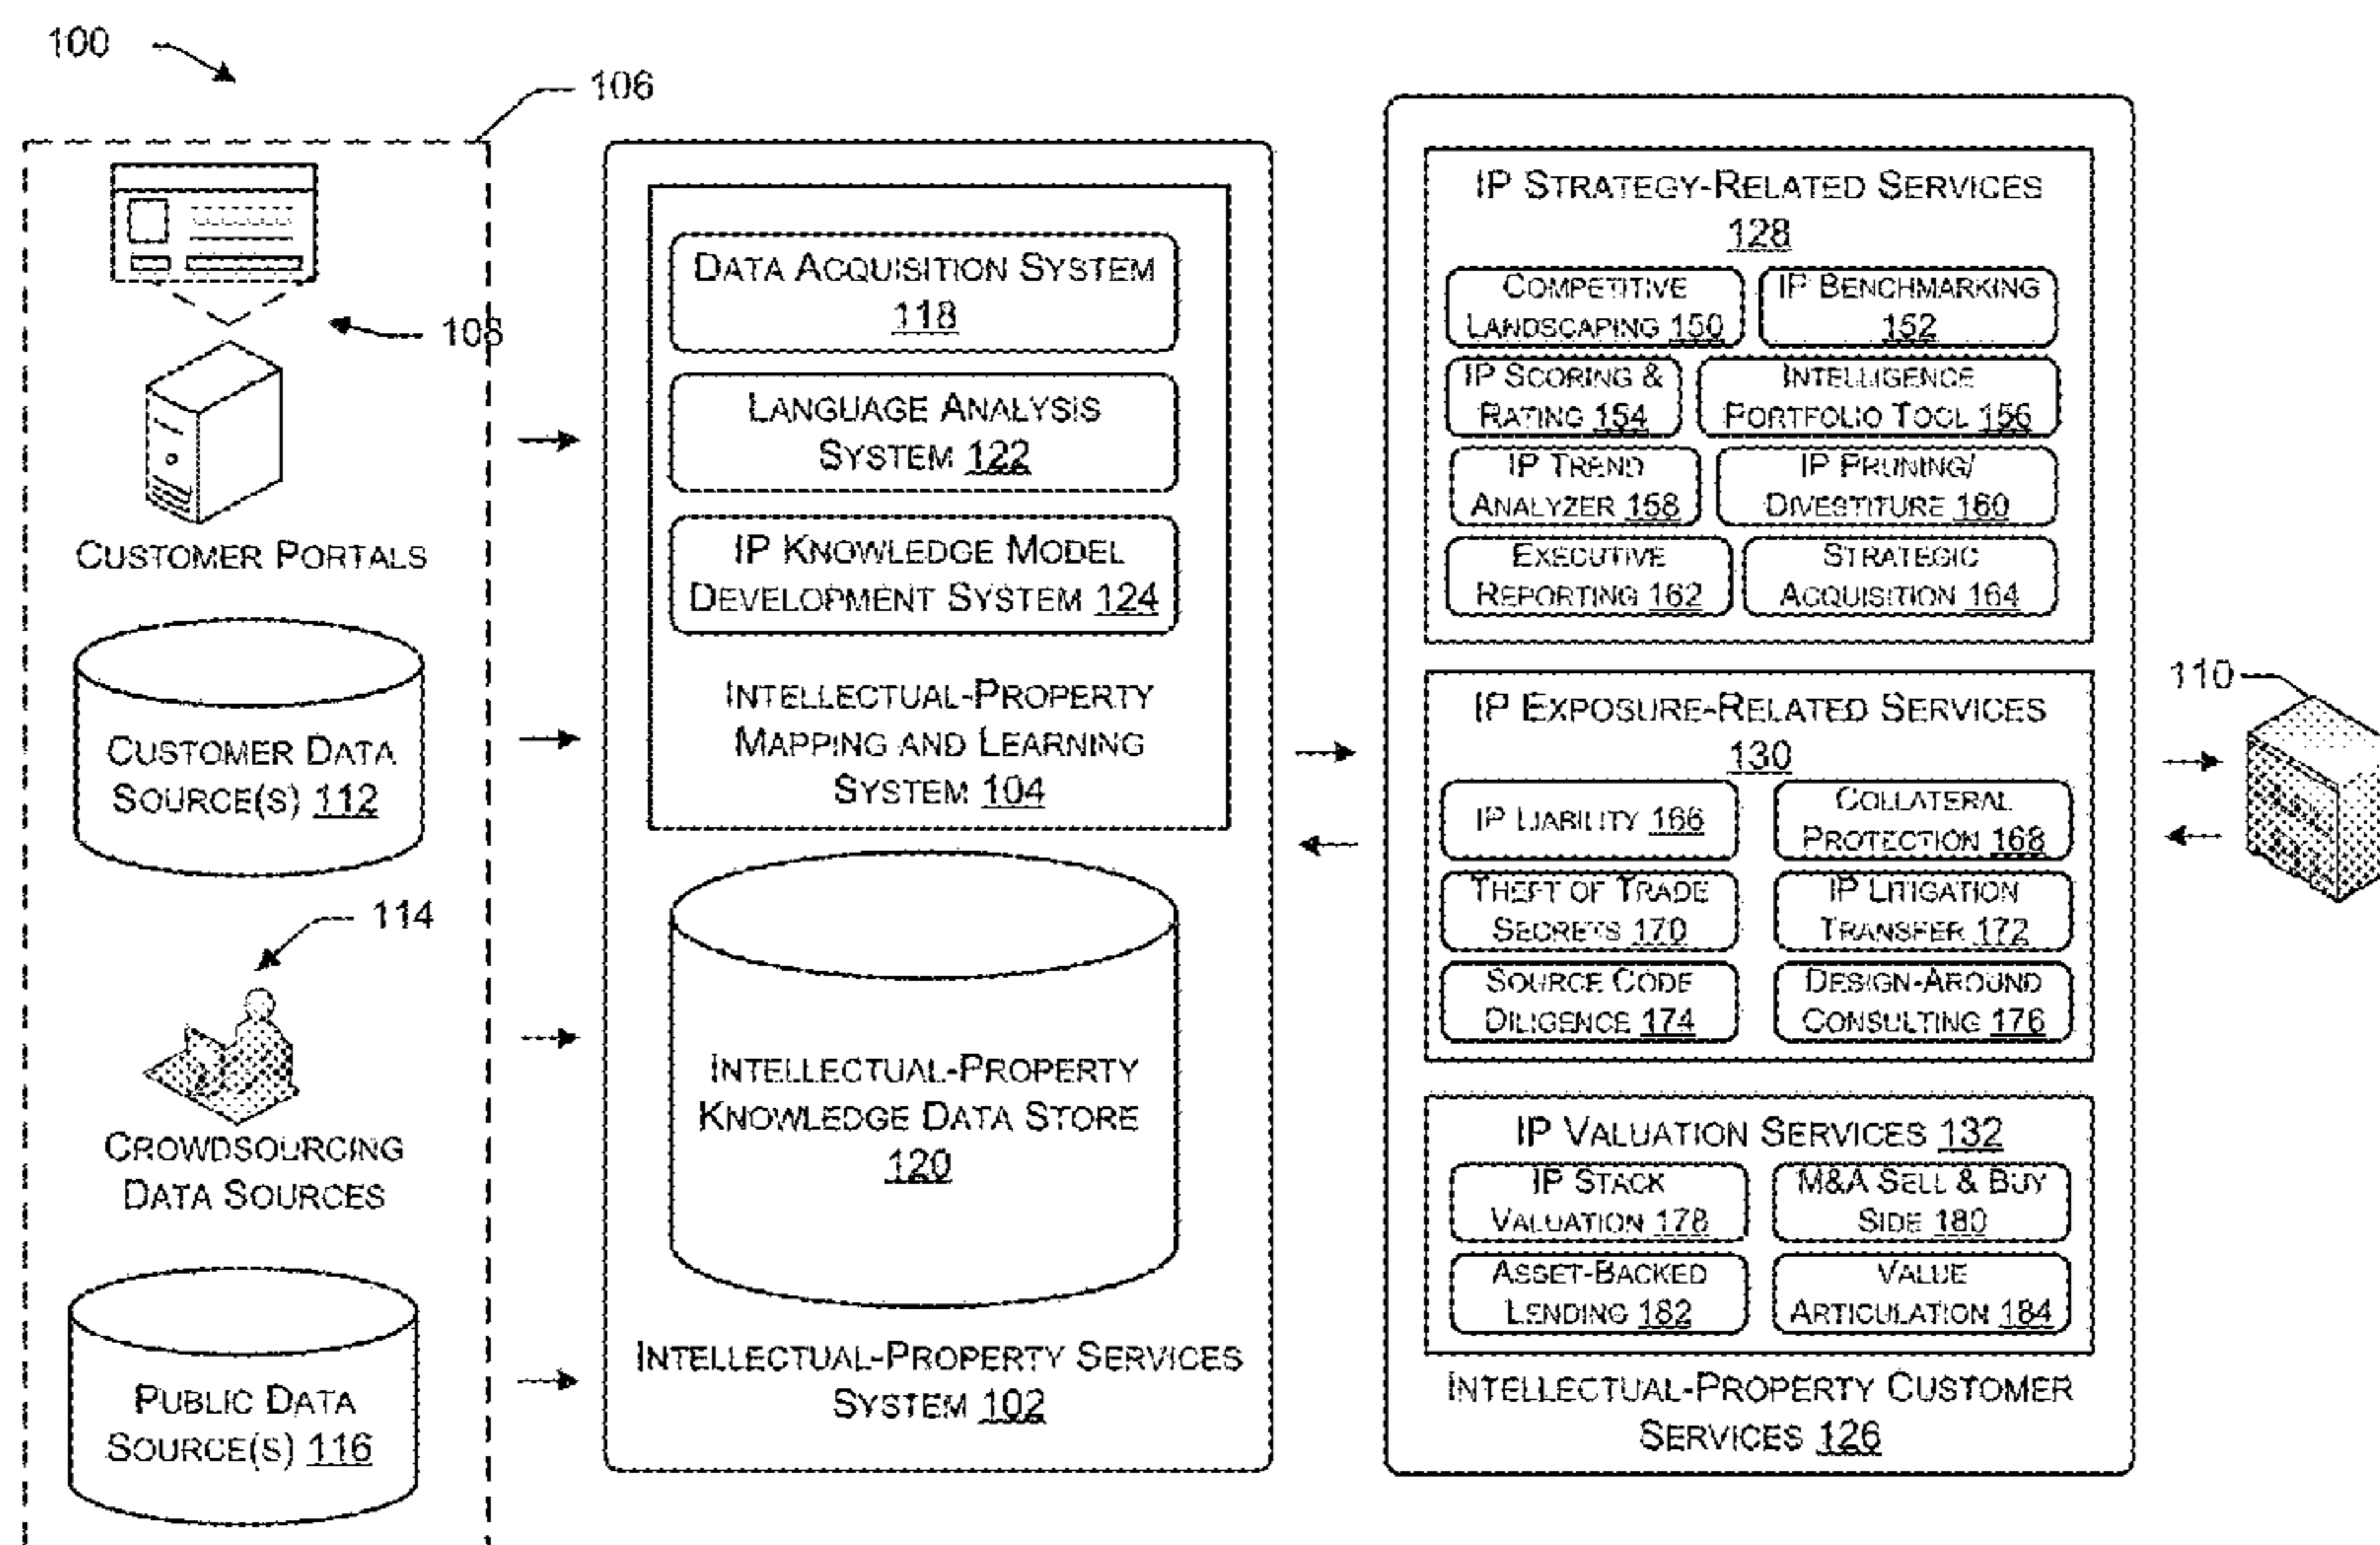 100
106
108
CUSTOMER PORTALS
CUSTOMER DATA
SOURCE(S) 112
114
CROWDSOURCING
DATA SOURCES
PUBLIC DATA
SOURCE(S) 116
DATA ACQUISITION SYSTEM
118
LANGUAGE ANALYSIS
SYSTEM 122
IP KNOWLEDGE MODEL
DEVELOPMENT SYSTEM 124
INTELLECTUAL-PROPERTY
MAPPING AND LEARNING
SYSTEM 104
INTELLECTUAL-PROPERTY
KNOWLEDGE DATA STORE
120
INTELLECTUAL-PROPERTY SERVICES
SYSTEM 102
IP STRATEGY-RELATED SERVICES
128
COMPETITIVE
LANDSCAPING 150
IP BENCHMARKING
152
IP SCORING &
RATING 154
INTELLIGENCE
PORTFOLIO TOOL 156
IP TREND
ANALYZER 158
IP PRUNING/
DIVESTITURE 160
EXECUTIVE
REPORTING 162
STRATEGIC
ACQUISITION 164
IP EXPOSURE-RELATED SERVICES
130
IP LIABILITY 166
COLLATERAL
PROTECTION 168
THEFT OF TRADE
SECRETS 170
IP LITIGATION
TRANSFER 172
SOURCE CODE
DILIGENCE 174
DESIGN-AROUND
CONSULTING 176
IP VALUATION SERVICES 132
IP STACK
VALUATION 178
M&A SELL & BUY
SIDE 180
ASSET-BACKED
LENDING 182
VALUE
ARTICULATION 184
INTELLECTUAL-PROPERTY CUSTOMER
SERVICES 126
110